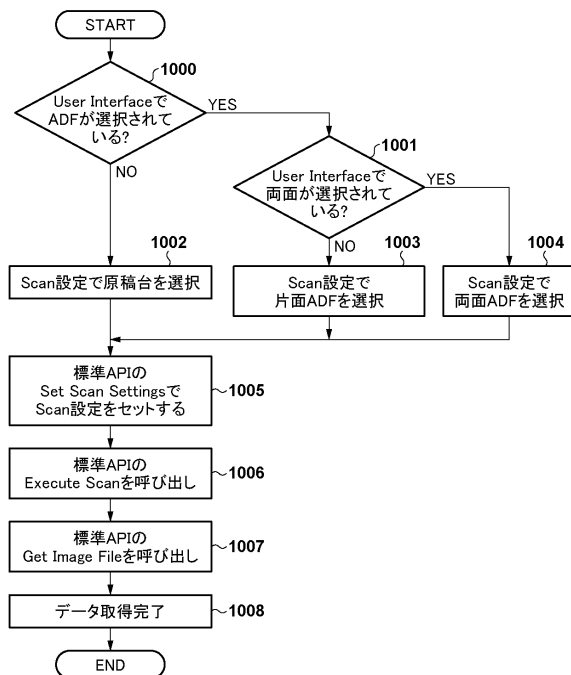 START
1000
User Interfaceで
ADFが選択されて
いる?
YES
NO
1001
User Interfaceで
両面が選択されて
いる?
YES
NO
1002
Scan設定で原稿台を選択
1003
Scan設定で
片面ADFを選択
1004
Scan設定で
両面ADFを選択
標準APIの
Set Scan Settingsで
Scan設定をセットする
1005
標準APIの
Execute Scanを呼び出し
1006
標準APIの
Get Image Fileを呼び出し
1007
データ取得完了
1008
END